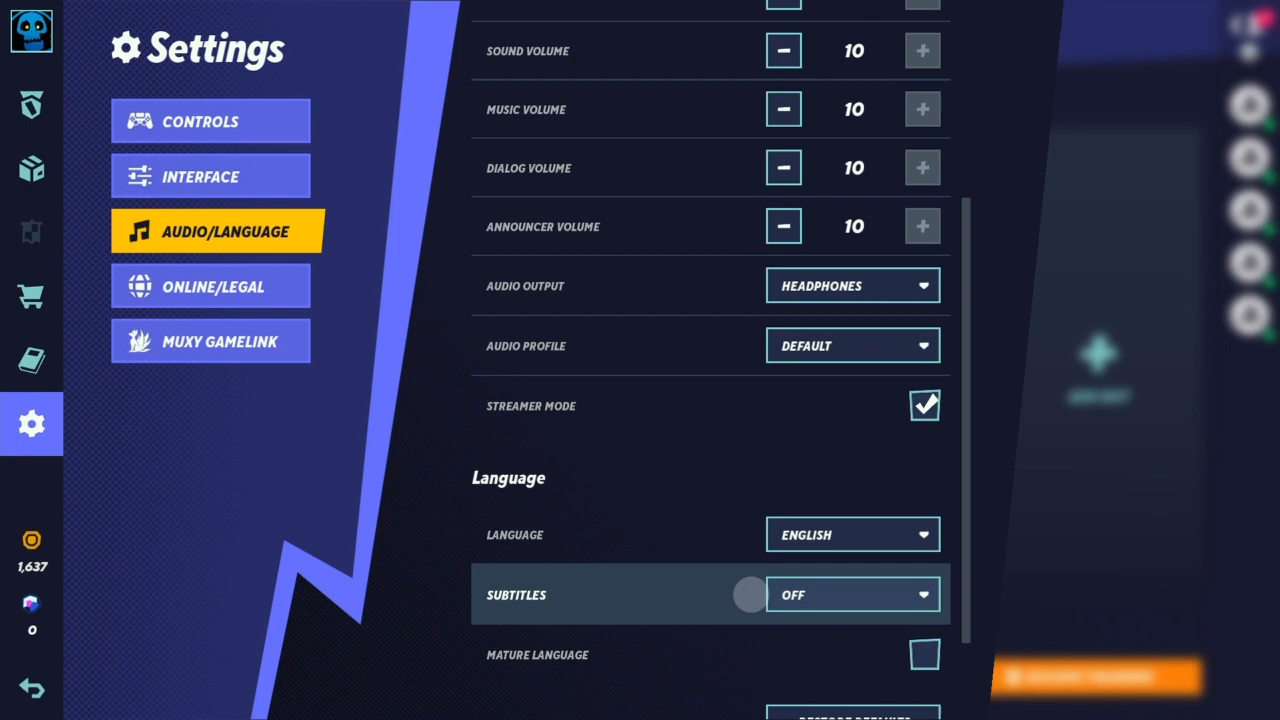 Settings
CONTROLS
INTERFACE
AUDIO/LANGUAGE
ONLINE/LEGAL
MUXY GAMELINK
1,637
0
SOUND VOLUME 10
MUSIC VOLUME 10
DIALOG VOLUME 10
ANNOUNCER VOLUME 10
AUDIO OUTPUT HEADPHONES
AUDIO PROFILE DEFAULT
STREAMER MODE
Language
LANGUAGE ENGLISH
SUBTITLES OFF
MATURE LANGUAGE
RESTORE DEFAULTS